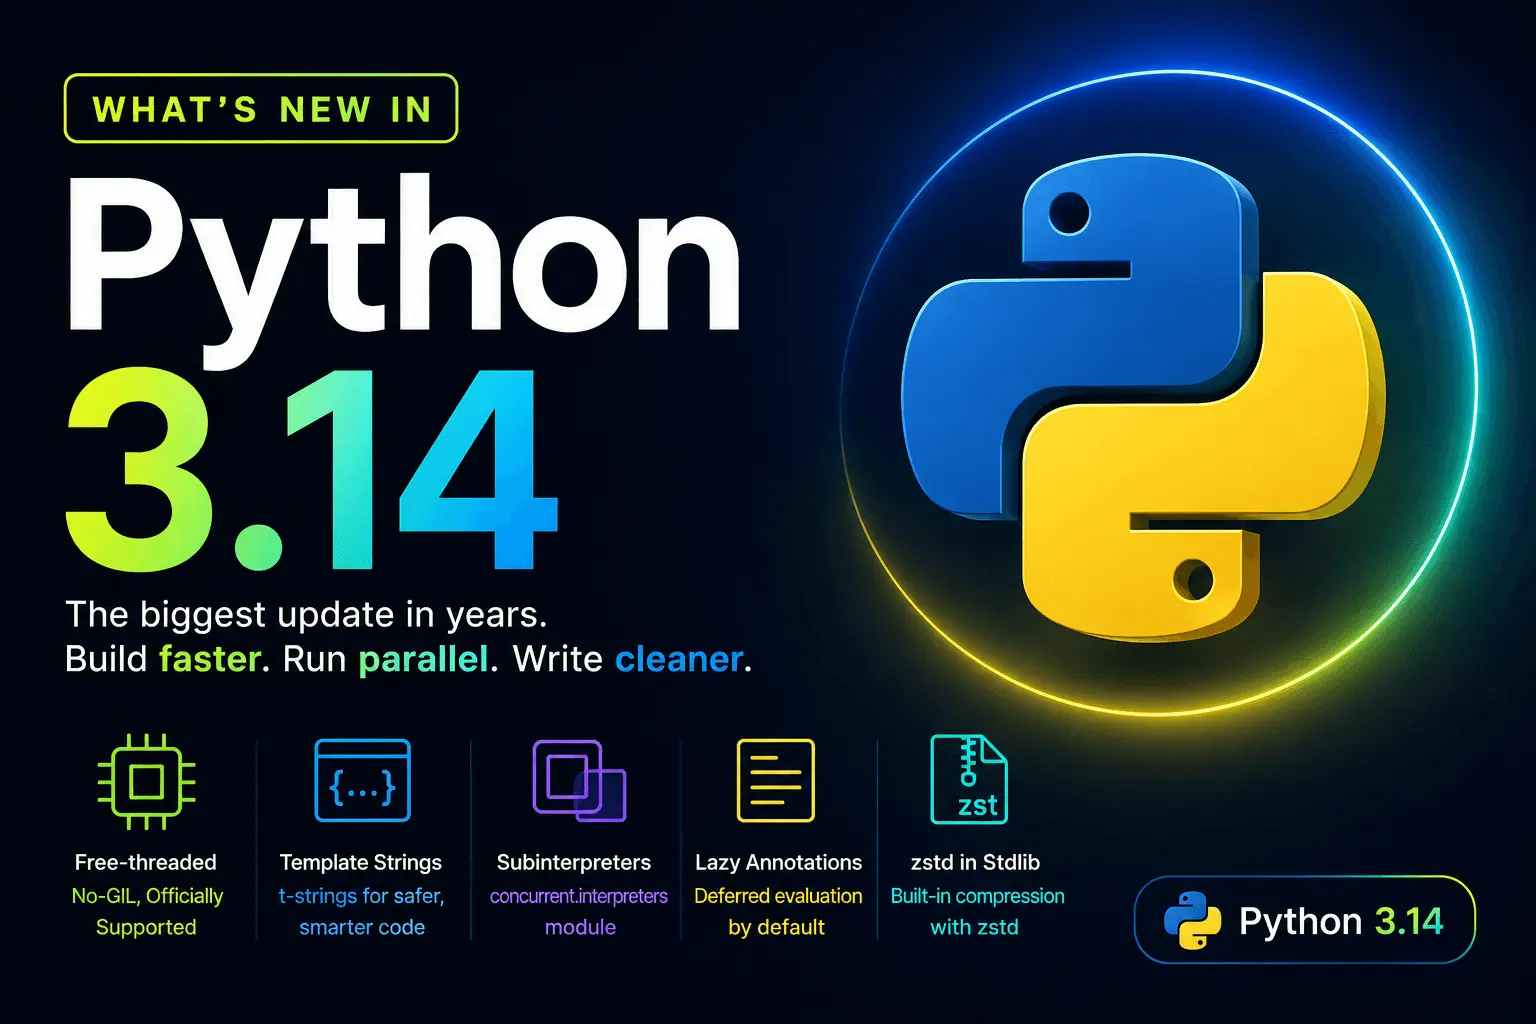 WHAT'S NEW IN
Python
3.14
The biggest update in years.
Build faster. Run parallel. Write cleaner.
{...}
zst
Free-threaded
No-GIL, Officially
Supported
Template Strings
t-strings for safer,
smarter code
Subinterpreters
concurrent.interpreters
module
Lazy Annotations
Deferred evaluation
by default
zstd in Stdlib
Built-in compression
with zstd
Python 3.14